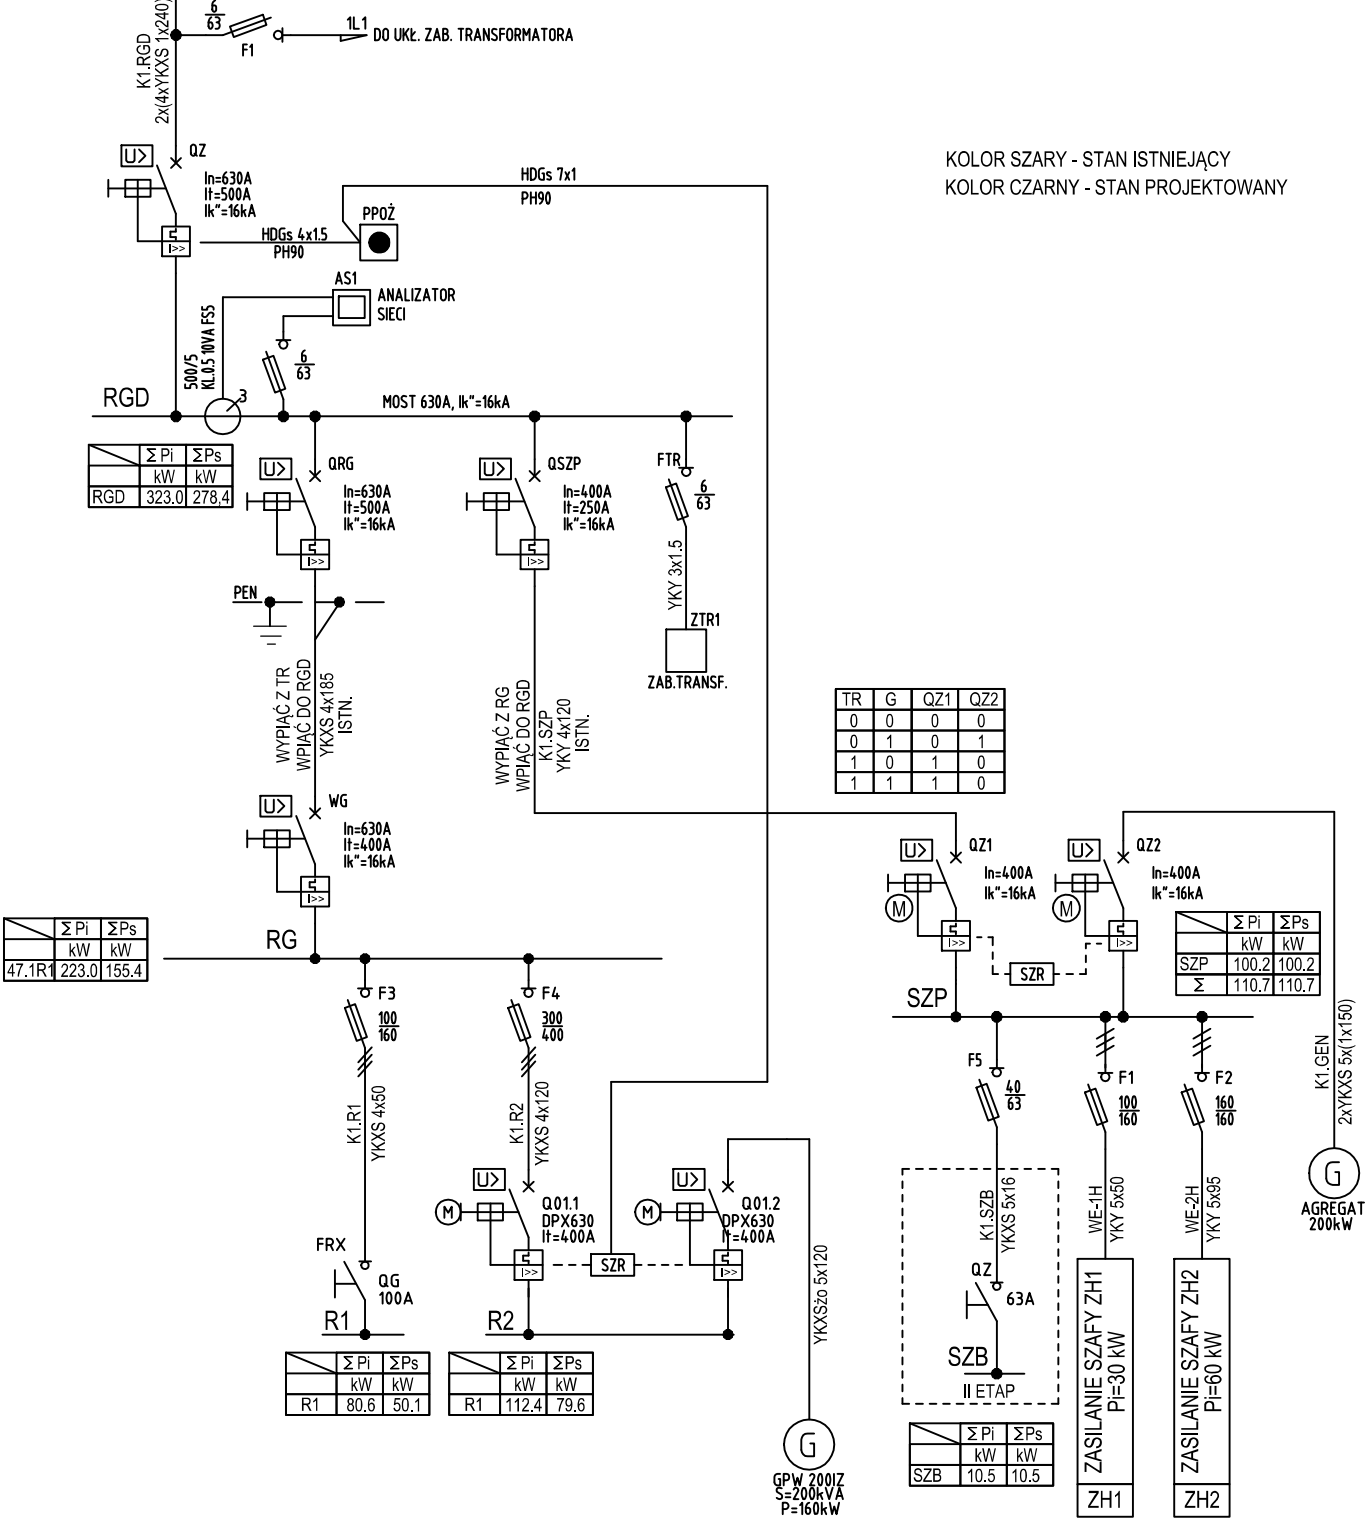 6
63
F1
1L1
DO UKŁ. ZAB. TRANSFORMATORA
K1.RGD
2x(4xYKXS 1x240)
U>
QZ
In=630A
It=500A
Ik"=16kA
I>>
KOLOR SZARY - STAN ISTNIEJĄCY
KOLOR CZARNY - STAN PROJEKTOWANY
HDGs 7x1
PH90
PPOŻ
HDGs 4x1.5
PH90
AS1
ANALIZATOR
SIECI
500/5
KL.0.5 10VA FS5
6
63
3
RGD
MOST 630A, Ik"=16kA
ΣPi ΣPs
kW kW
RGD 323.0 278,4
U>
QRG
In=630A
It=500A
Ik"=16kA
I>>
U>
QSZP
In=400A
It=250A
Ik"=16kA
I>>
FTR
6
63
YKY 3x1.5
ZTR1
ZAB.TRANSF.
PEN
WYPIĄĆ Z TR
WPIĄĆ DO RGD
YKXS 4x185
ISTN.
WYPIĄĆ Z RG
WPIĄĆ DO RGD
K1.SZP
YKY 4x120
ISTN.
TR G QZ1 QZ2
0 0 0 0
0 1 0 1
1 0 1 0
1 1 1 0
U>
WG
In=630A
It=400A
Ik"=16kA
I>>
U>
QZ1
In=400A
Ik"=16kA
M
I>>
U>
QZ2
In=400A
Ik"=16kA
M
I>>
SZR
ΣPi ΣPs
kW kW
SZP 100.2 100.2
Σ 110.7 110.7
ΣPi ΣPs
kW kW
47.1R1 223.0 155.4
RG
SZP
F3
100
160
K1.R1
YKXS 4x50
F4
300
400
K1.R2
YKXS 4x120
F5
40
63
F1
100
160
F2
160
160
K1.GEN
2xYKXS 5x(1x150)
G
AGREGAT
200kW
FRX
QG
100A
R1
U>
M
Q01.1
DPX630
It=400A
I>>
SZR
U>
M
Q01.2
DPX630
It=400A
I>>
R2
YKXSżo 5x120
K1.SZB
YKXS 5x16
QZ
63A
SZB
II ETAP
WE-1H
YKY 5x50
WE-2H
YKY 5x95
ZASILANIE SZAFY ZH1
Pi=30 kW
ZH1
ZASILANIE SZAFY ZH2
Pi=60 kW
ZH2
ΣPi ΣPs
kW kW
R1 80.6 50.1
ΣPi ΣPs
kW kW
R1 112.4 79.6
G
GPW 200IZ
S=200kVA
P=160kW
ΣPi ΣPs
kW kW
SZB 10.5 10.5